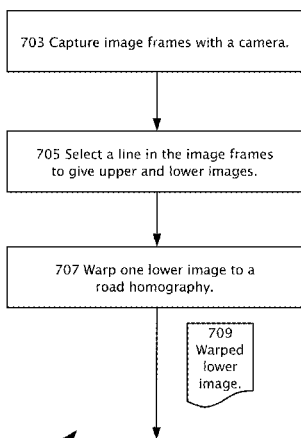 703 Capture image frames with a camera.
705 Select a line in the image frames
to give upper and lower images.
707 Warp one lower image to a
road homography.
709
Warped
lower
image.